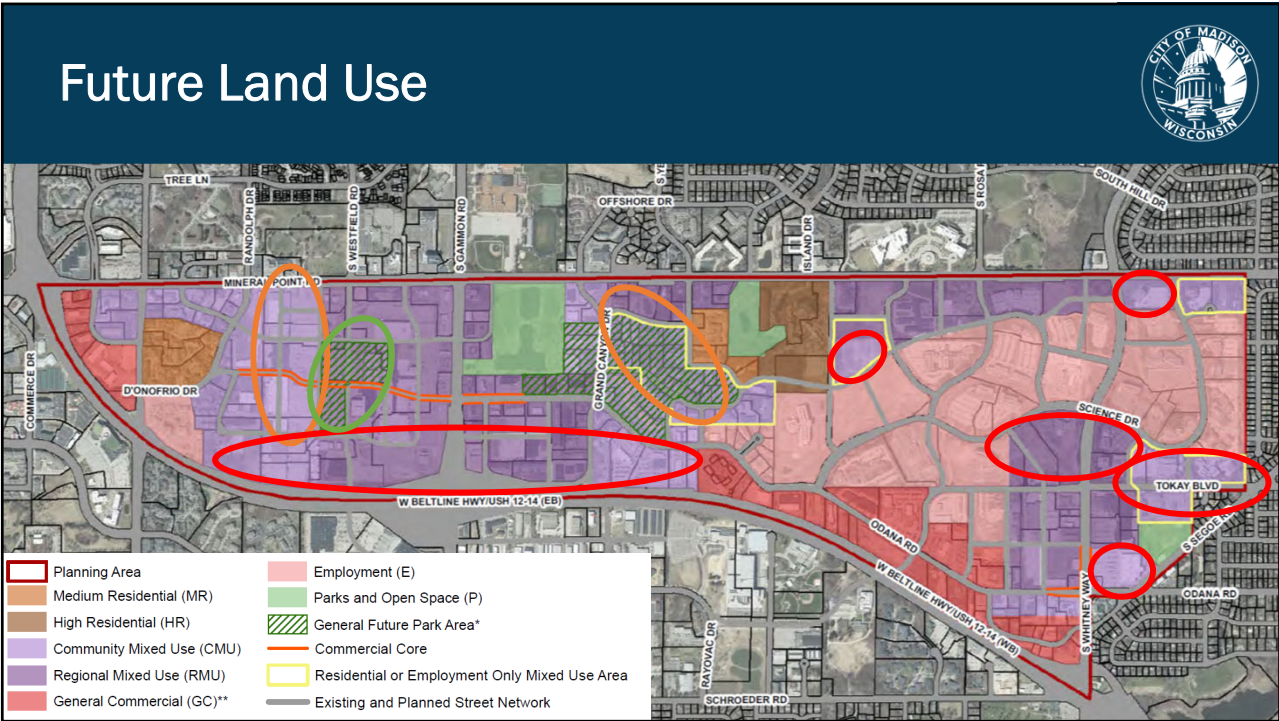 Future Land Use
CITY OF MADISON
WISCONSIN
TREE LN
RANDOLPH DR
S WESTFIELD RD
S GAMMON RD
OFFSHORE DR
S YE
ISLAND DR
S ROSA
SOUTH HILL DR
MINERAL POINT RD
COMMERCE DR
D'ONOFRIO DR
GRAND CANYON DR
SCIENCE DR
TOKAY BLVD
S SEGOE R
W BELTLINE HWY/USH 12-14 (EB)
ODANA RD
W BELTLINE HWY/USH 12-14 (WB)
S WHITNEY WAY
ODANA RD
RAYOVAC DR
SCHROEDER RD
Planning Area
Medium Residential (MR)
High Residential (HR)
Community Mixed Use (CMU)
Regional Mixed Use (RMU)
General Commercial (GC)**
Employment (E)
Parks and Open Space (P)
General Future Park Area*
Commercial Core
Residential or Employment Only Mixed Use Area
Existing and Planned Street Network